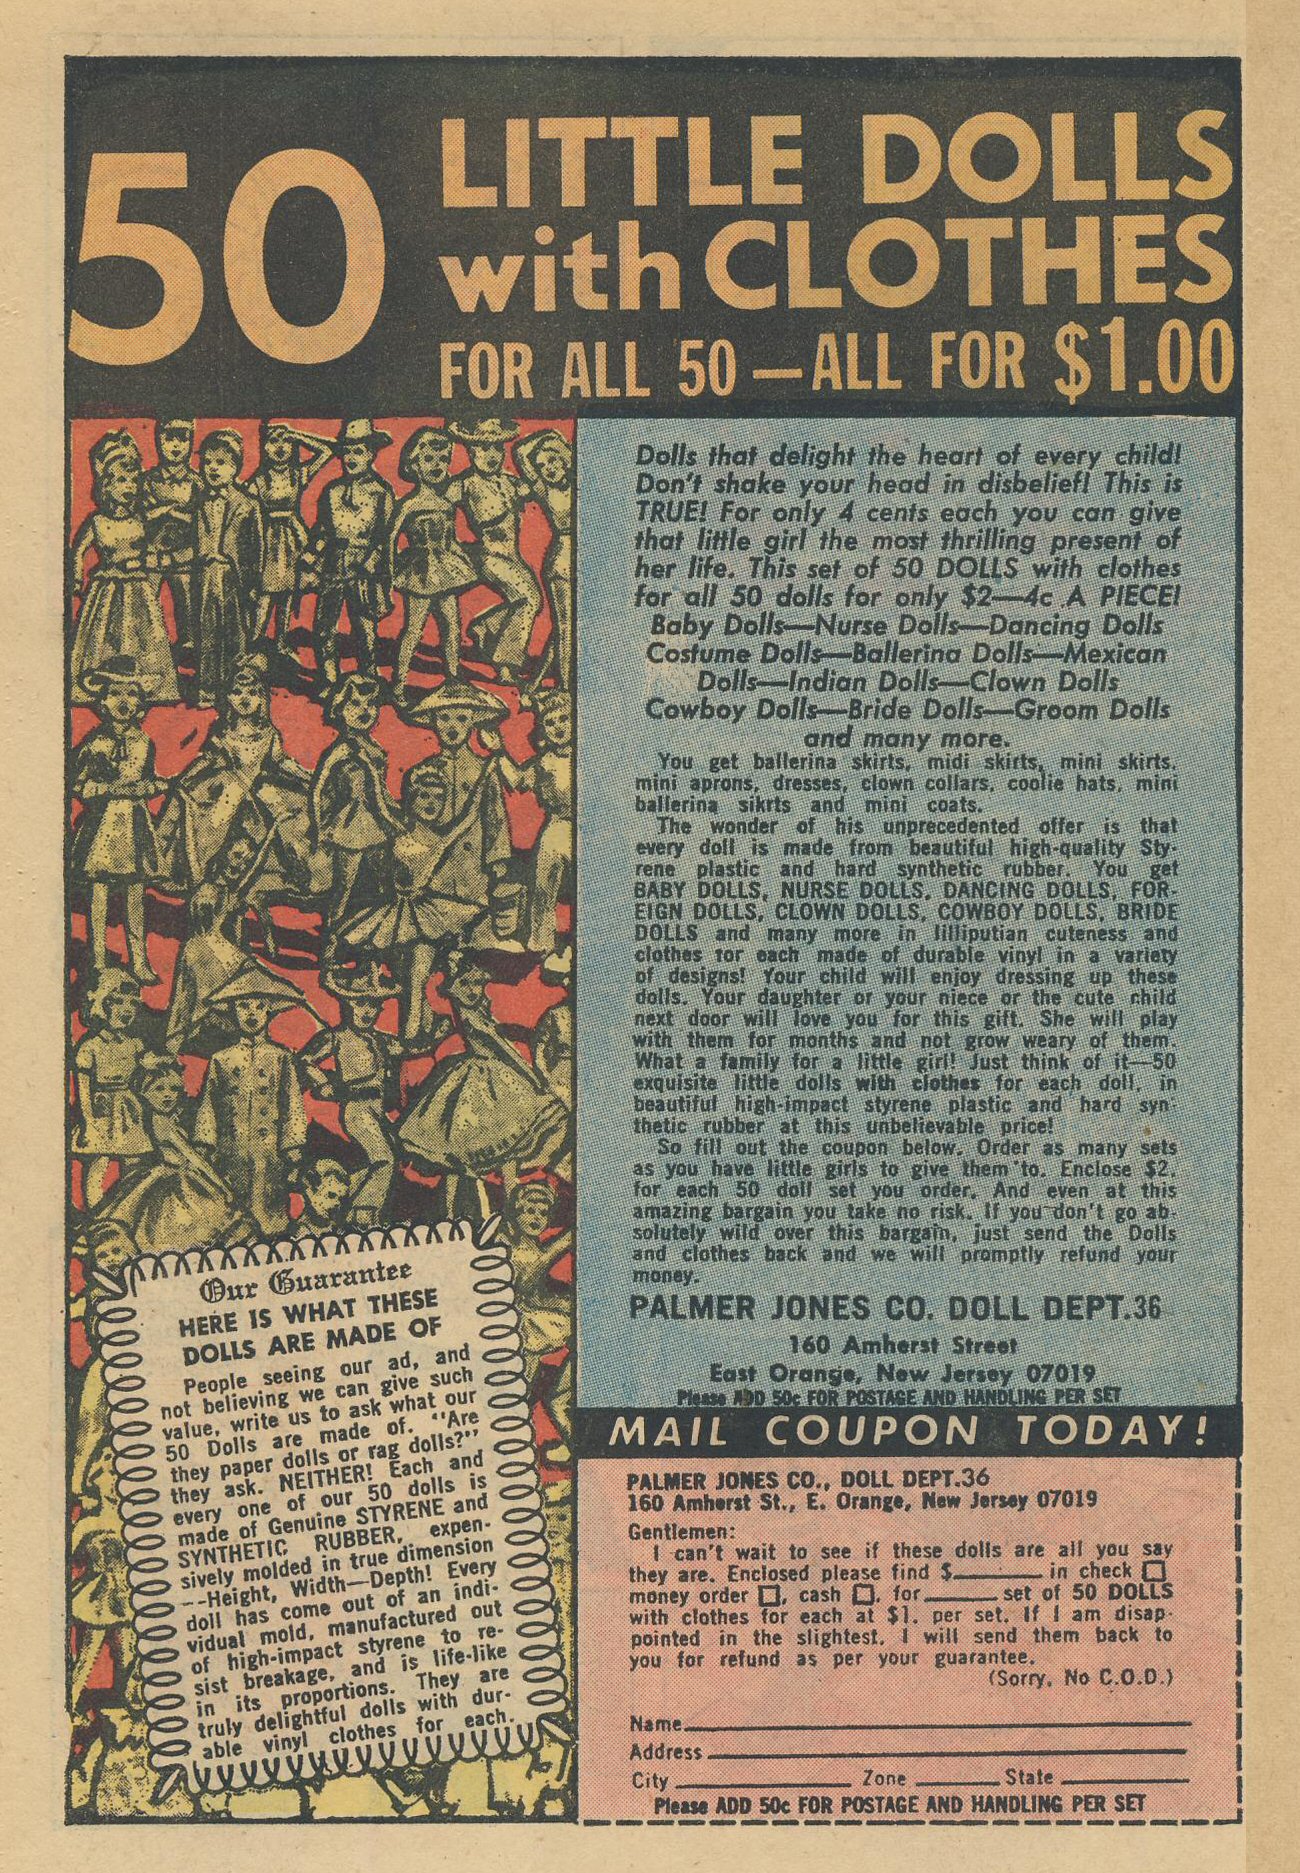 50
LITTLE DOLLS
with CLOTHES
FOR ALL 50 — ALL FOR $1.00
Dolls that delight the heart of every child!
Don't shake your head in disbelief! This is
TRUE! For only 4 cents each you can give
that little girl the most thrilling present of
her life. This set of 50 DOLLS with clothes
for all 50 dolls for only $2—4c A PIECE!
Baby Dolls—Nurse Dolls—Dancing Dolls
Costume Dolls—Ballerina Dolls—Mexican
Dolls—Indian Dolls—Clown Dolls
Cowboy Dolls—Bride Dolls—Groom Dolls
and many more.
You get ballerina skirts, midi skirts, mini skirts,
mini aprons, dresses, clown collars, coolie hats, mini
ballerina sikrts and mini coats.
The wonder of his unprecedented offer is that
every doll is made from beautiful high-quality Sty-
rene plastic and hard synthetic rubber. You get
BABY DOLLS, NURSE DOLLS, DANCING DOLLS, FOR-
EIGN DOLLS, CLOWN DOLLS, COWBOY DOLLS, BRIDE
DOLLS and many more in lilliputian cuteness and
clothes for each made of durable vinyl in a variety
of designs! Your child will enjoy dressing up these
dolls. Your daughter or your niece or the cute child
next door will love you for this gift. She will play
with them for months and not grow weary of them.
What a family for a little girl! Just think of it—50
exquisite little dolls with clothes for each doll, in
beautiful high-impact styrene plastic and hard syn-
thetic rubber at this unbelievable price!
So fill out the coupon below. Order as many sets
as you have little girls to give them to. Enclose $2.
for each 50 doll set you order. And even at this
amazing bargain you take no risk. If you don't go ab-
solutely wild over this bargain, just send the Dolls
and clothes back and we will promptly refund your
money.
PALMER JONES CO. DOLL DEPT.36
160 Amherst Street
East Orange, New Jersey 07019
Please ADD 50c FOR POSTAGE AND HANDLING PER SET
Our Guarantee
HERE IS WHAT THESE
DOLLS ARE MADE OF
People seeing our ad, and
not believing we can give such
value, write us to ask what our
50 Dolls are made of. "Are
they paper dolls or rag dolls?"
they ask. NEITHER! Each and
every one of our 50 dolls is
made of Genuine STYRENE and
SYNTHETIC RUBBER, expen-
sively molded in true dimension
--Height, Width—Depth! Every
doll has come out of an indi-
vidual mold, manufactured out
of high-impact styrene to re-
sist breakage, and is life-like
in its proportions. They are
truly delightful dolls with dur-
able vinyl clothes for each.
MAIL COUPON TODAY!
PALMER JONES CO., DOLL DEPT.36
160 Amherst St., E. Orange, New Jersey 07019
Gentlemen:
I can't wait to see if these dolls are all you say
they are. Enclosed please find $________ in check ☐
money order ☐, cash ☐, for________ set of 50 DOLLS
with clothes for each at $1. per set. If I am disap-
pointed in the slightest, I will send them back to
you for refund as per your guarantee.
(Sorry, No C.O.D.)
Name________
Address________
City________ Zone________ State________
Please ADD 50c FOR POSTAGE AND HANDLING PER SET